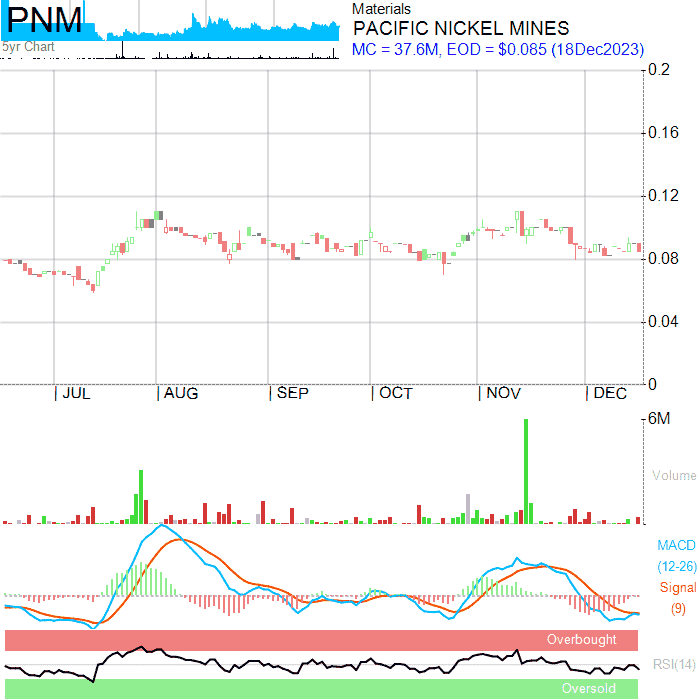 PNM
5yr Chart
Materials
PACIFIC NICKEL MINES
MC = 37.6M, EOD = $0.085 (18Dec2023)
0.2
0.16
0.12
0.08
0.04
0
JUL AUG SEP OCT NOV DEC
6M
Volume
MACD
(12-26)
Signal
(9)
Overbought
RSI(14)
Oversold